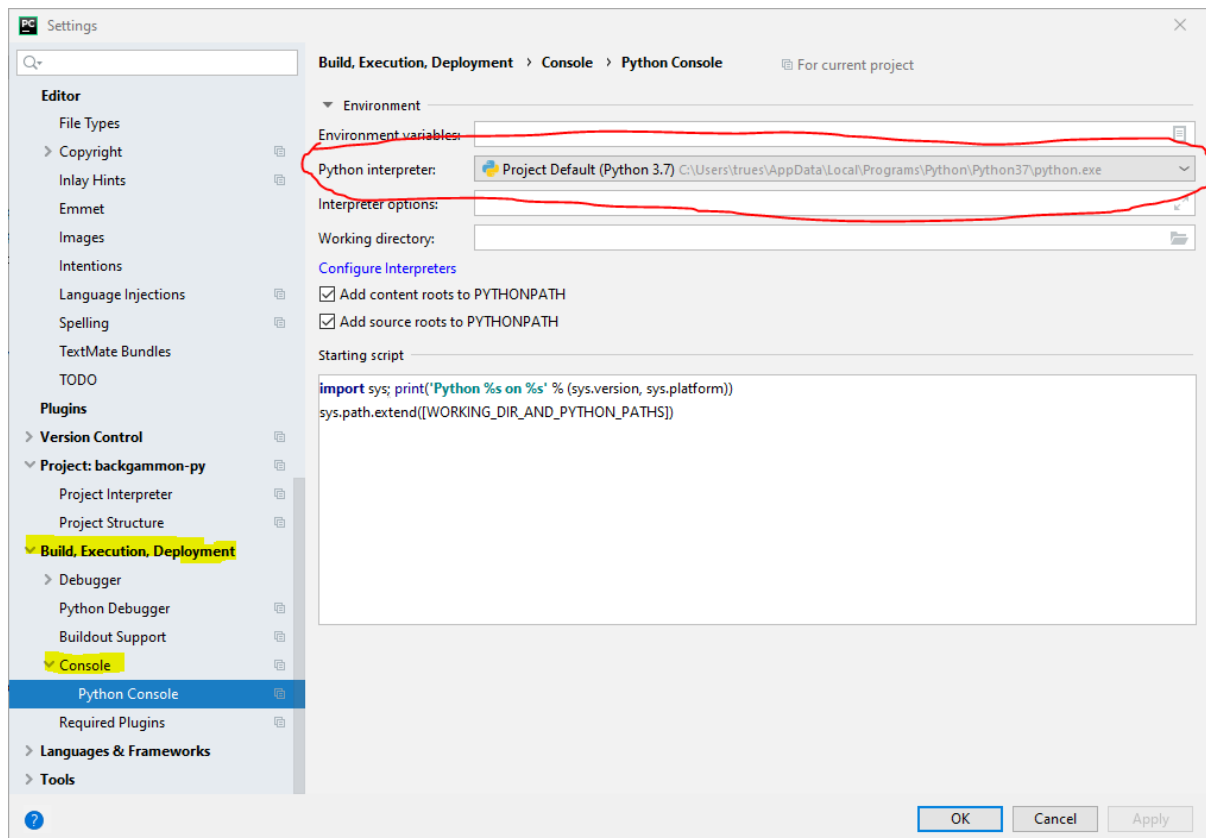 PC Settings
Editor
File Types
Copyright
Inlay Hints
Emmet
Images
Intentions
Language Injections
Spelling
TextMate Bundles
TODO
Plugins
Version Control
Project: backgammon-py
Project Interpreter
Project Structure
Build, Execution, Deployment
Debugger
Python Debugger
Buildout Support
Console
Python Console
Required Plugins
Languages & Frameworks
Tools
?
Build, Execution, Deployment › Console › Python Console For current project
Environment
Environment variables:
Python interpreter: Project Default (Python 3.7) C:\Users\trues\AppData\Local\Programs\Python\Python37\python.exe
Interpreter options:
Working directory:
Configure Interpreters
Add content roots to PYTHONPATH
Add source roots to PYTHONPATH
Starting script
import sys; print('Python %s on %s' % (sys.version, sys.platform))
sys.path.extend([WORKING_DIR_AND_PYTHON_PATHS])
OK Cancel Apply